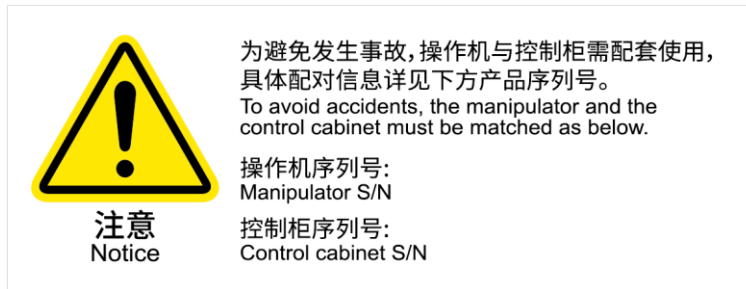 为避免发生事故，操作机与控制柜需配套使用，
具体配对信息详见下方产品序列号。
To avoid accidents, the manipulator and the
control cabinet must be matched as below.
操作机序列号:
Manipulator S/N
控制柜序列号:
Control cabinet S/N
注意
Notice